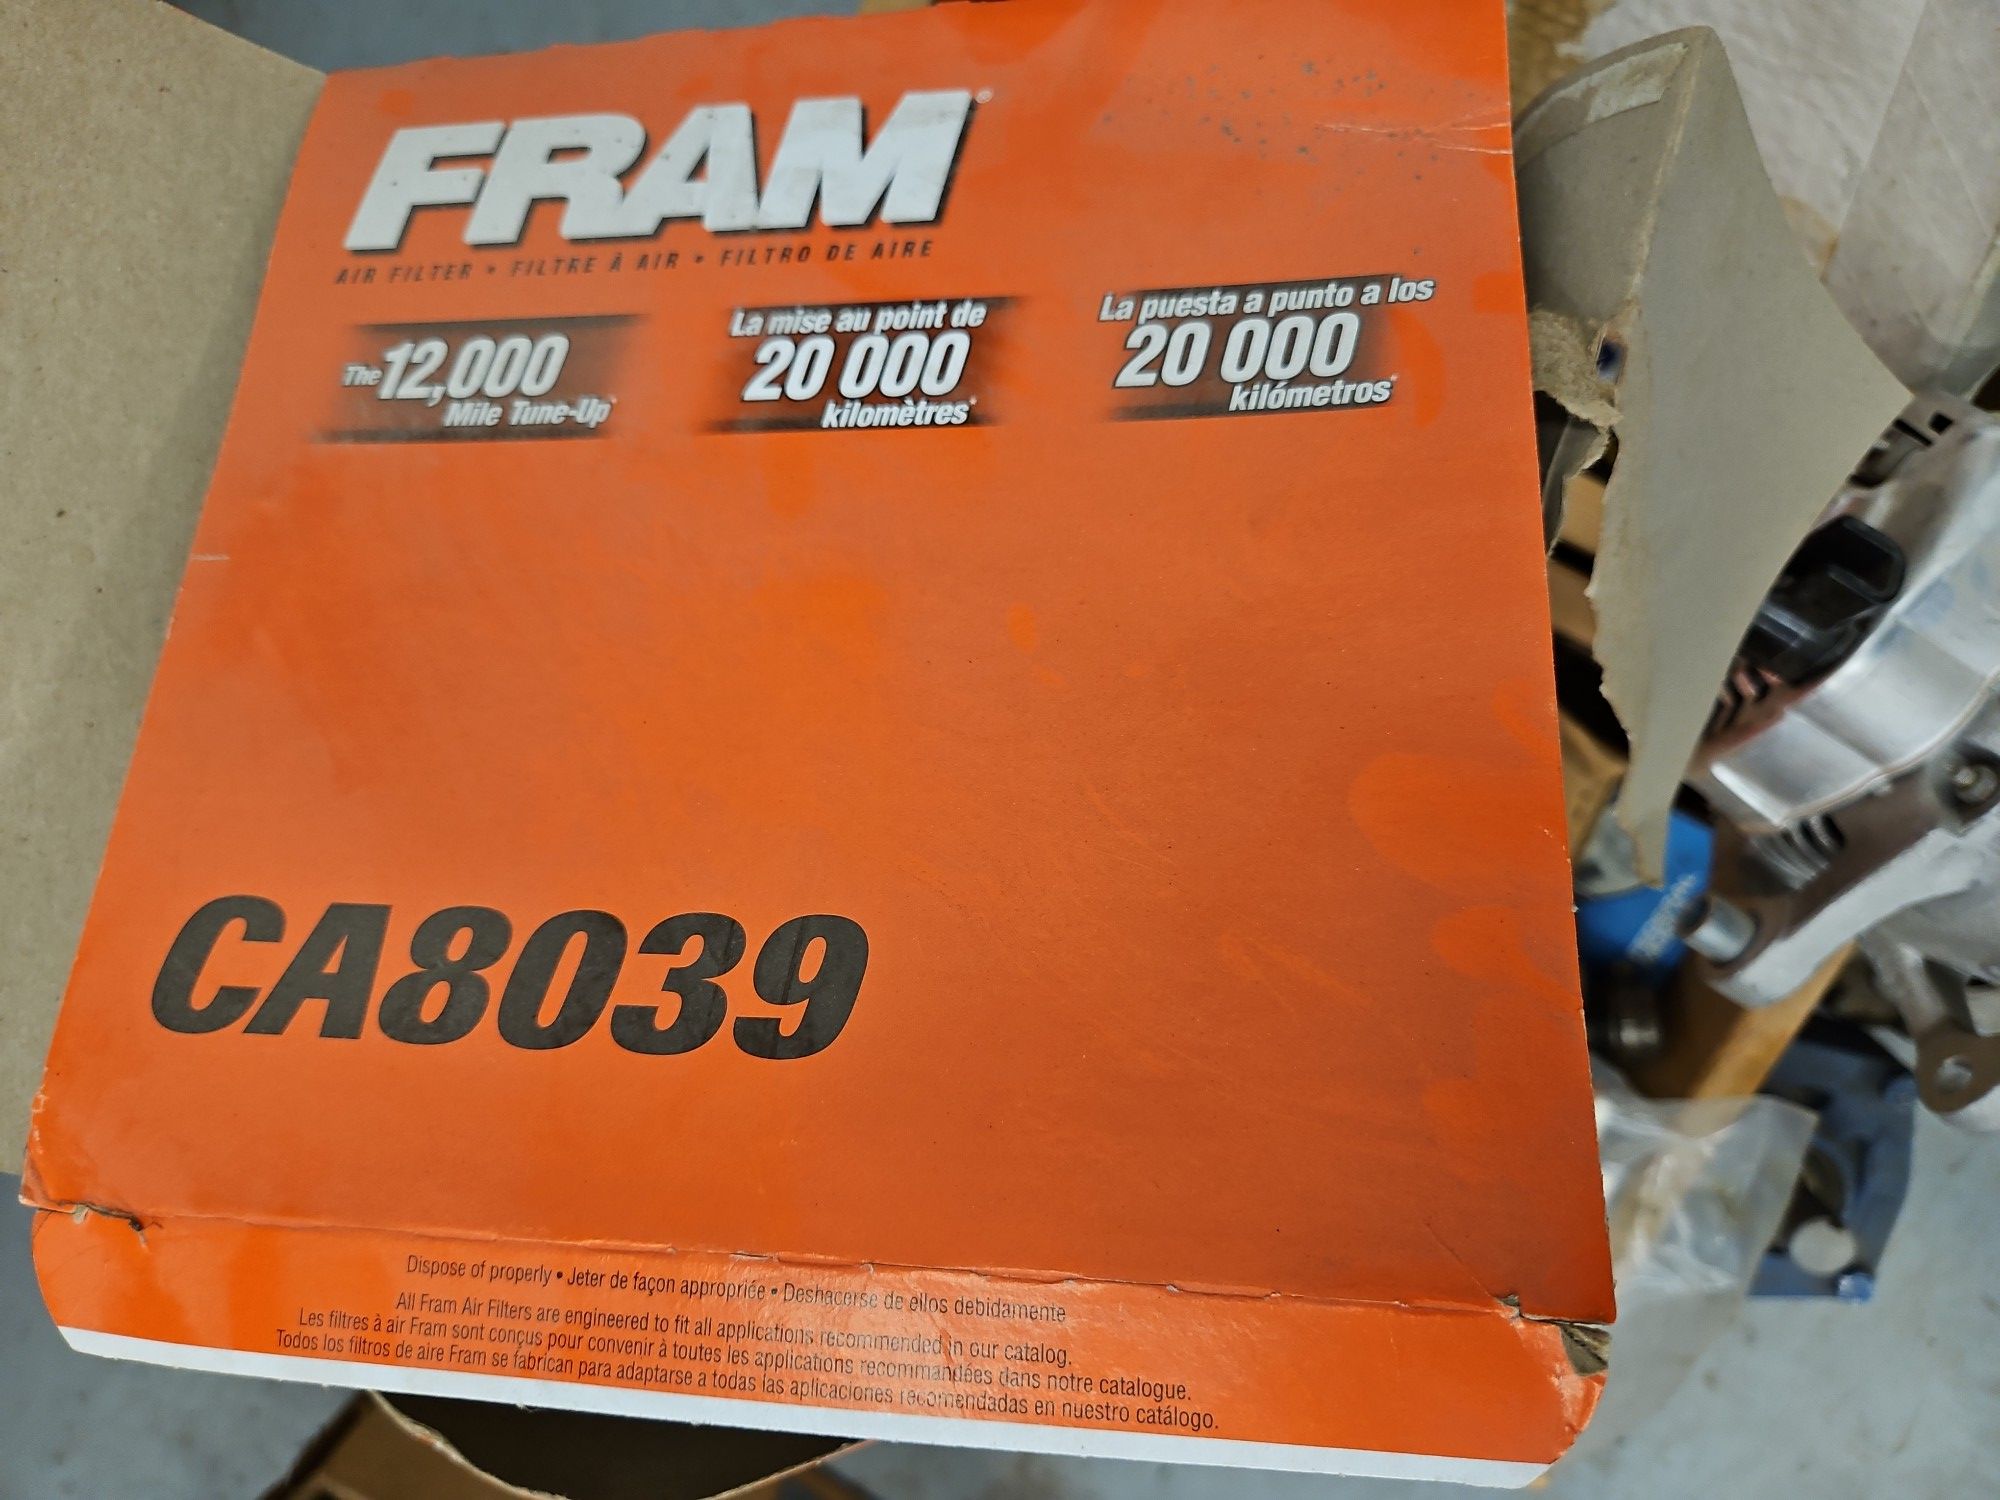 FRAM®
AIR FILTER • FILTRE À AIR • FILTRO DE AIRE
The 12,000
Mile Tune-Up*
La mise au point de
20 000
kilomètres*
La puesta a punto a los
20 000
kilómetros*
CA8039
Dispose of properly • Jeter de façon appropriée • Deshacerse de ellos debidamente
All Fram Air Filters are engineered to fit all applications recommended in our catalog.
Les filtres à air Fram sont conçus pour convenir à toutes les applications recommandées dans notre catalogue.
Todos los filtros de aire Fram se fabrican para adaptarse a todas las aplicaciones recomendadas en nuestro catálogo.